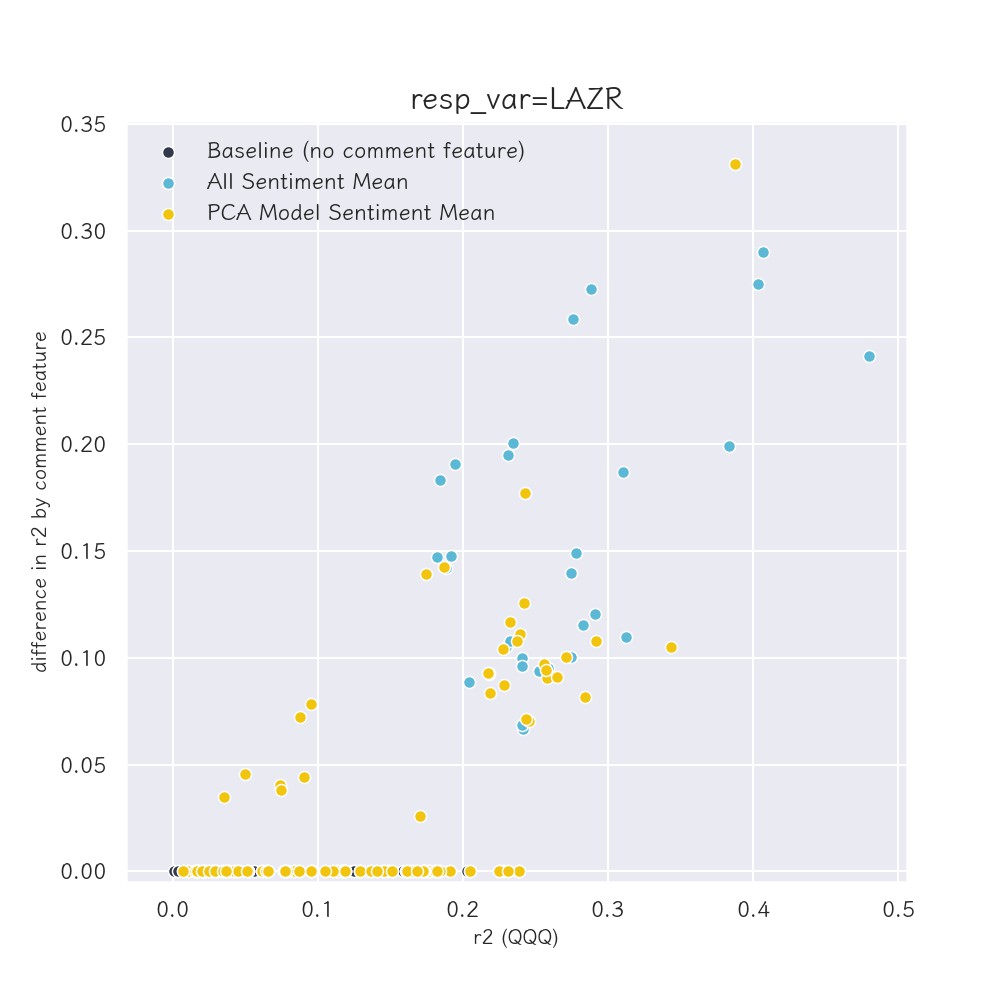 resp_var=LAZR
0.35
0.30
0.25
0.20
0.15
0.10
0.05
0.00
difference in r2 by comment feature
Baseline (no comment feature)
All Sentiment Mean
PCA Model Sentiment Mean
0.0 0.1 0.2 0.3 0.4 0.5
r2 (QQQ)